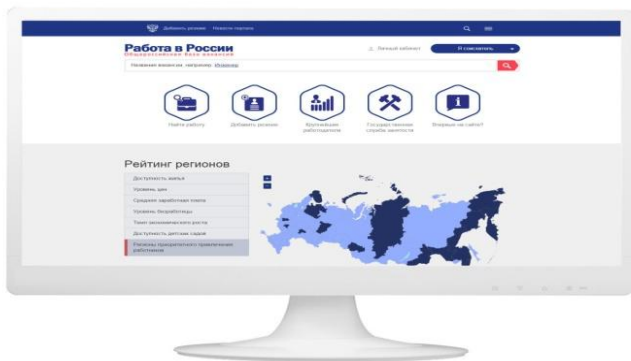 Добавить резюме Новости портала
Работа в России
Общероссийская база вакансий
Личный кабинет
Я соискатель
Название вакансии, например, Инженер
Найти работу
Добавить резюме
Крупнейшие
работодатели
Государственная
служба занятости
Впервые на сайте?
Рейтинг регионов
Доступность жилья
Уровень цен
Средняя заработная плата
Уровень безработицы
Темп экономического роста
Доступность детских садов
Регионы приоритетного привлечения
работников